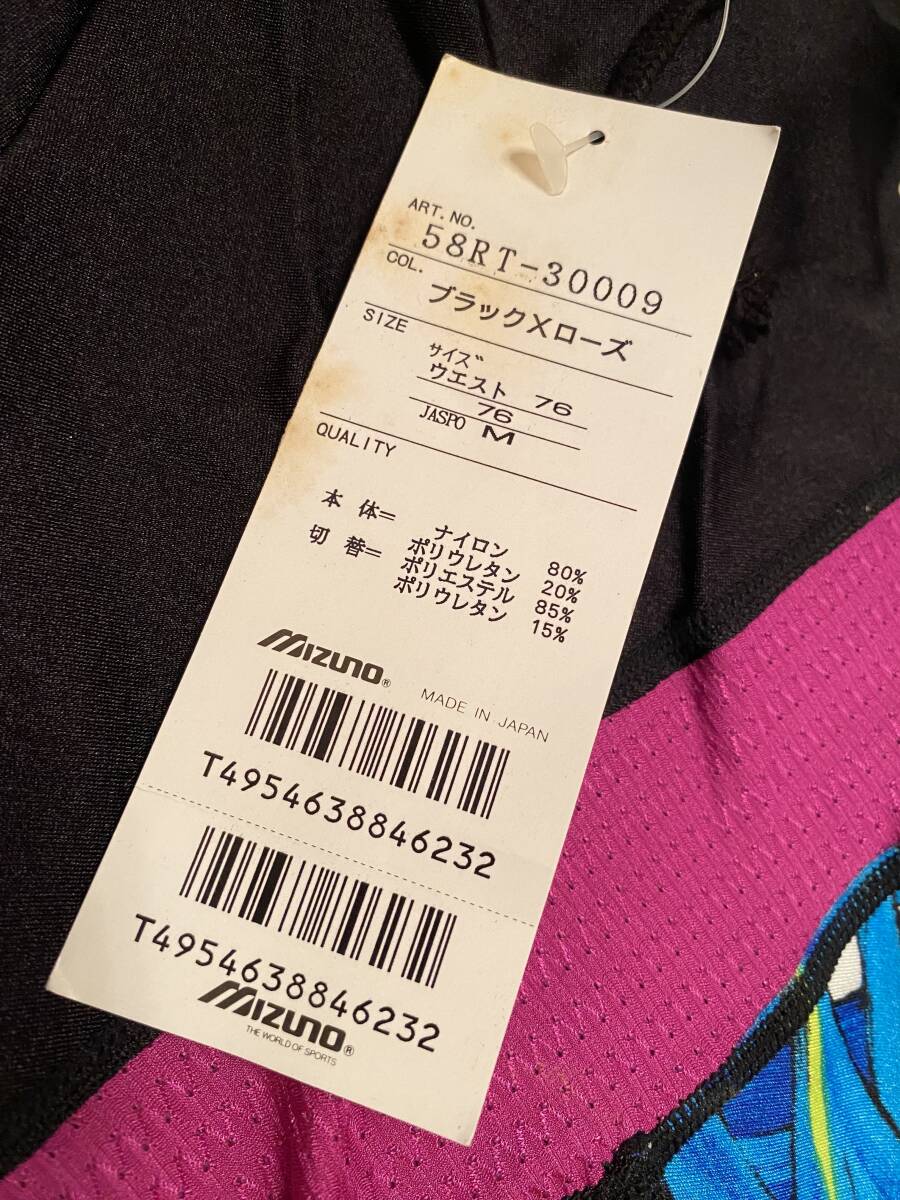 ART. NO.
58RT-30009
COL.
ブラックXローズ
SIZE
サイズ
ウエスト 76
76
JASPO M
QUALITY
本 体= ナイロン 80%
ポリウレタン 20%
切 替= ポリエステル 85%
ポリウレタン 15%
MIZUNO®
MADE IN JAPAN
T4954638846232
T4954638846232
MIZUNO®
THE WORLD OF SPORTS